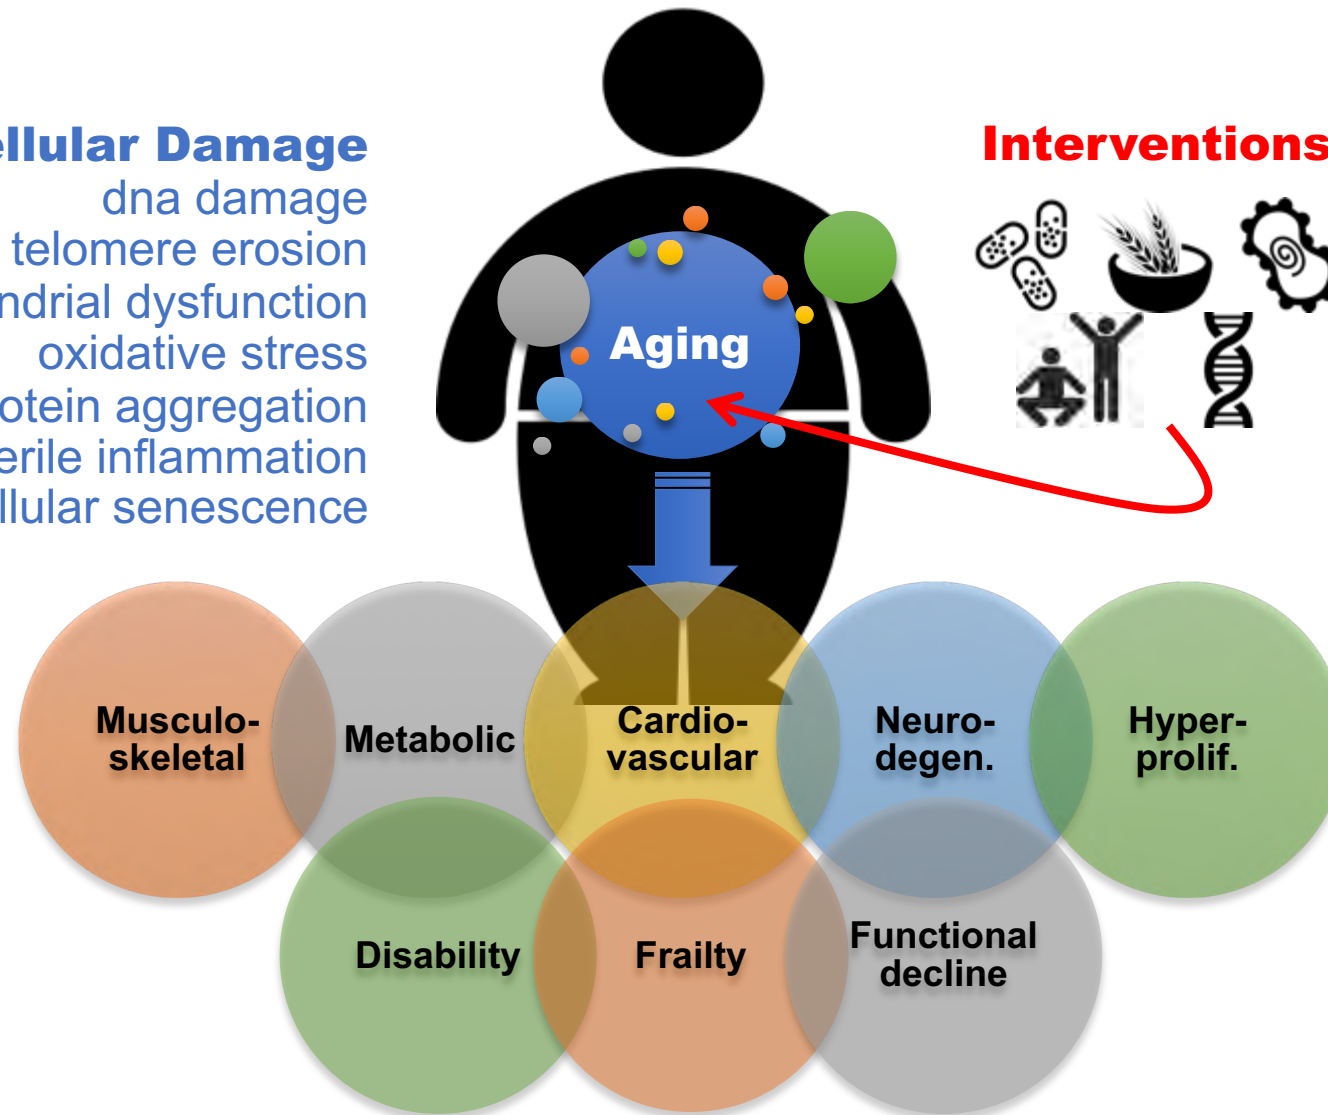 ellular Damage
dna damage
telomere erosion
ndrial dysfunction
oxidative stress
otein aggregation
erile inflammation
llular senescence
Interventions
Aging
Musculo-
skeletal
Metabolic
Cardio-
vascular
Neuro-
degen.
Hyper-
prolif.
Disability
Frailty
Functional
decline